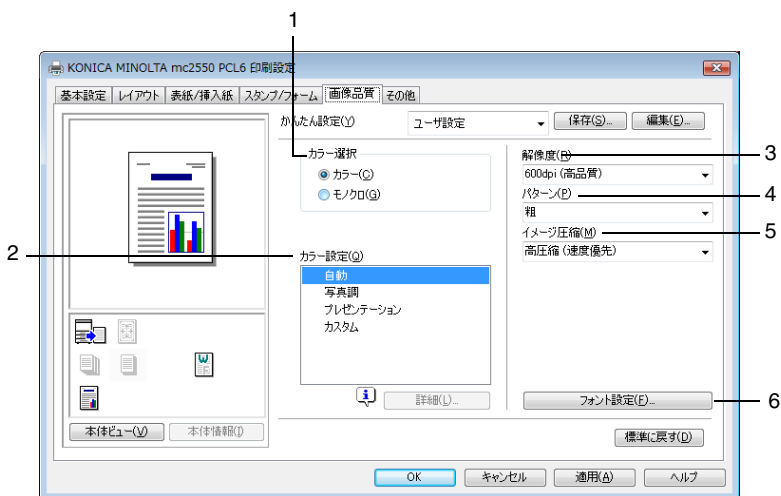 1
KONICA MINOLTA mc2550 PCL6 印刷設定
基本設定 レイアウト 表紙/挿入紙 スタンプ/フォーム 画像品質 その他
かんたん設定(Y) ユーザ設定 保存(S)... 編集(E)...
カラー選択
カラー(C)
モノクロ(G)
解像度(R) 3
600dpi (高品質)
パターン(P) 4
粗
イメージ圧縮(M) 5
高圧縮 (速度優先)
2 カラー設定(Q)
自動
写真調
プレゼンテーション
カスタム
詳細(L)...
フォント設定(F)... 6
本体ビュー(V) 本体情報(I)
標準に戻す(D)
OK キャンセル 適用(A) ヘルプ